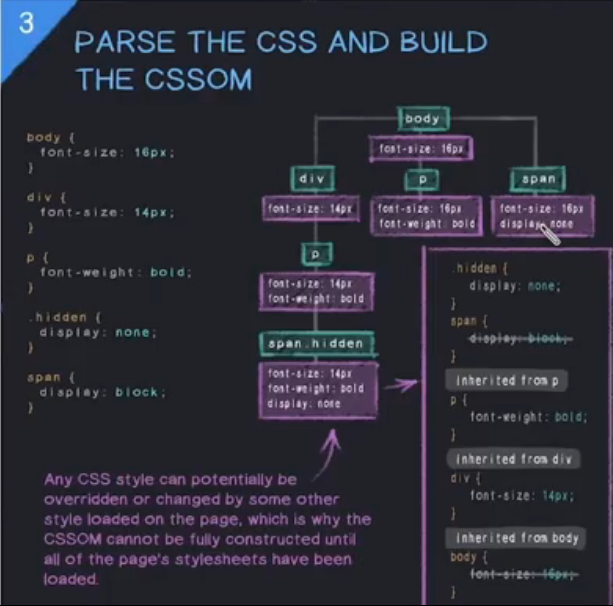 3
PARSE THE CSS AND BUILD
THE CSSOM
body {
font-size: 16px;
}
div {
font-size: 14px;
}
p {
font-weight: bold;
}
.hidden {
display: none;
}
span {
display: block;
}
body
font-size: 16px
div
font-size: 14px
p
font-size: 16px
font-weight: bold
span
font-size: 16px
display: none
p
font-size: 14px
font-weight: bold
span.hidden
font-size: 14px
font-weight: bold
display: none
.hidden {
display: none;
}
span {
display: block;
}
inherited from p
p {
font-weight: bold;
}
inherited from div
div {
font-size: 14px;
}
inherited from body
body {
font-size: 16px;
}
Any CSS style can potentially be
overridden or changed by some other
style loaded on the page, which is why the
CSSOM cannot be fully constructed until
all of the page's stylesheets have been
loaded.